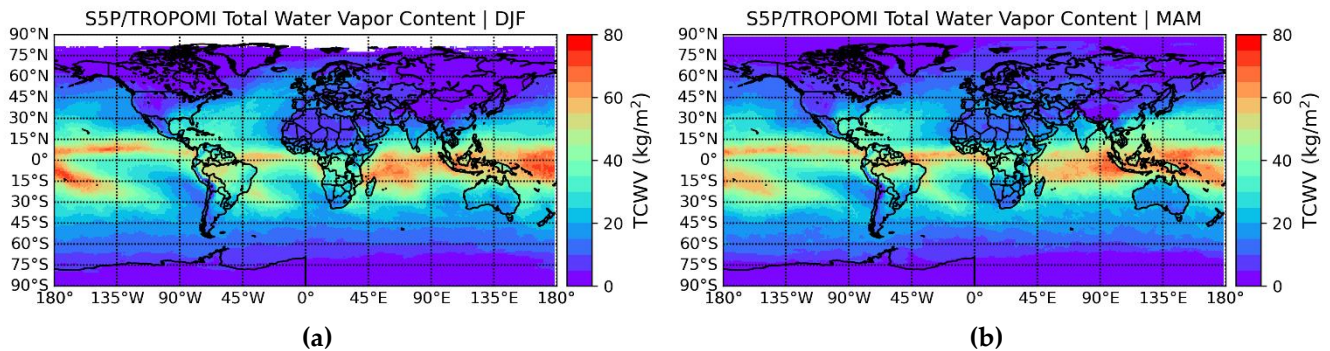 S5P/TROPOMI Total Water Vapor Content | DJF
90°N
75°N
60°N
45°N
30°N
15°N
0°
15°S
30°S
45°S
60°S
75°S
90°S
180° 135°W 90°W 45°W 0° 45°E 90°E 135°E 180°
80
60
40
20
0
TCWV (kg/m²)
(a)
S5P/TROPOMI Total Water Vapor Content | MAM
90°N
75°N
60°N
45°N
30°N
15°N
0°
15°S
30°S
45°S
60°S
75°S
90°S
180° 135°W 90°W 45°W 0° 45°E 90°E 135°E 180°
80
60
40
20
0
TCWV (kg/m²)
(b)